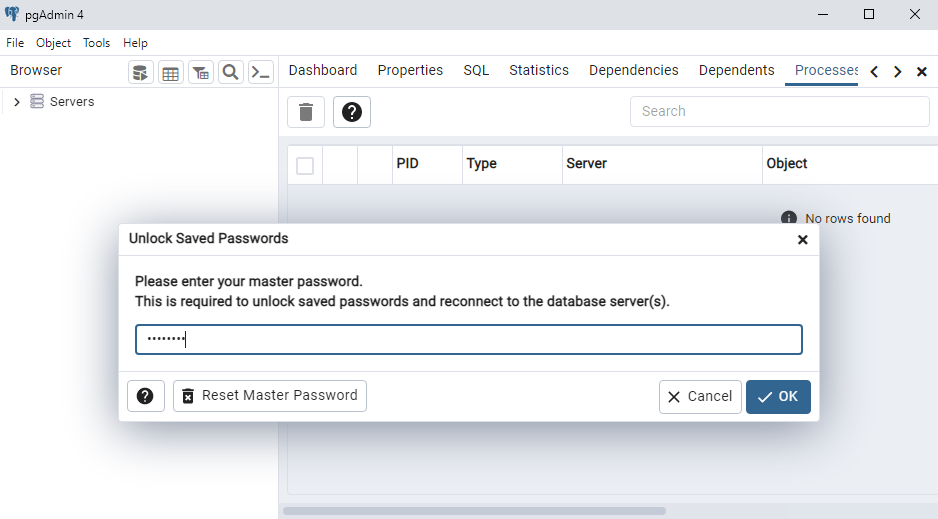 pgAdmin 4
File Object Tools Help
Browser
Dashboard Properties SQL Statistics Dependencies Dependents Processes
Servers
Search
PID Type Server Object
No rows found
Unlock Saved Passwords
Please enter your master password.
This is required to unlock saved passwords and reconnect to the database server(s).
••••••••
Reset Master Password Cancel OK